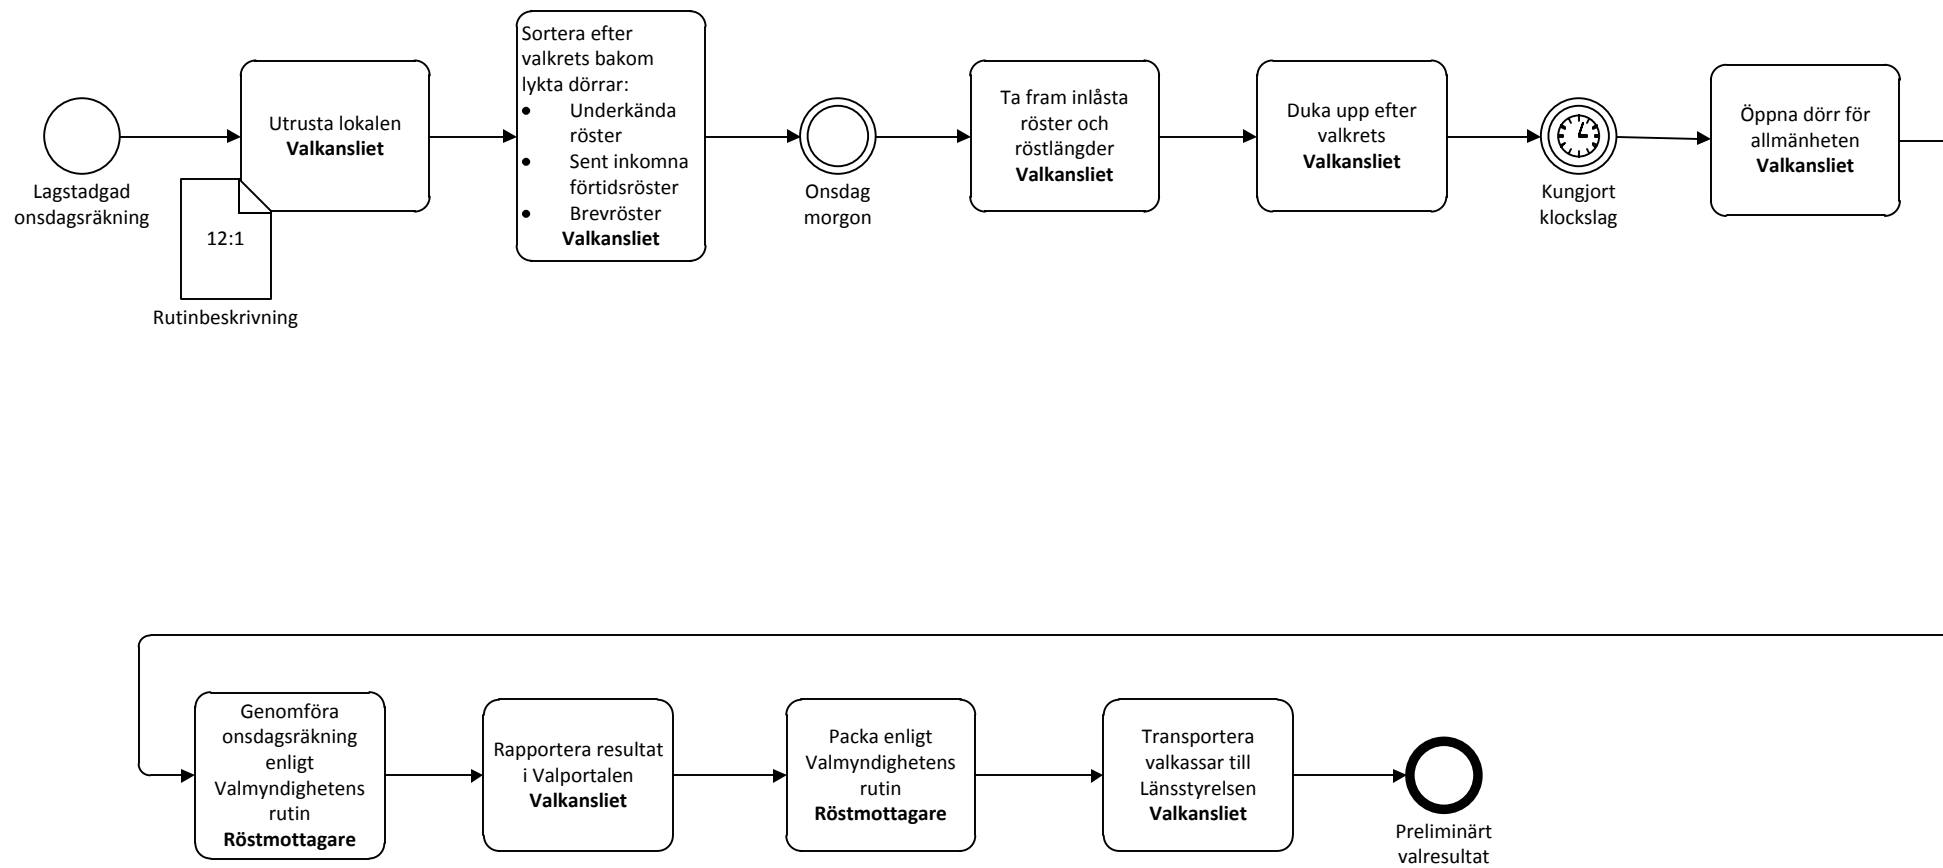 Lagstadgad
onsdagsräkning
Utrusta lokalen
Valkansliet
12:1
Rutinbeskrivning
Sortera efter
valkrets bakom
lykta dörrar:
• Underkända
röster
• Sent inkomna
förtidsröster
• Brevröster
Valkansliet
Onsdag
morgon
Ta fram inlåsta
röster och
röstlängder
Valkansliet
Duka upp efter
valkrets
Valkansliet
Kungjort
klockslag
Öppna dörr för
allmänheten
Valkansliet
Genomföra
onsdagsräkning
enligt
Valmyndighetens
rutin
Röstmottagare
Rapportera resultat
i Valportalen
Valkansliet
Packa enligt
Valmyndighetens
rutin
Röstmottagare
Transportera
valkassar till
Länsstyrelsen
Valkansliet
Preliminärt
valresultat